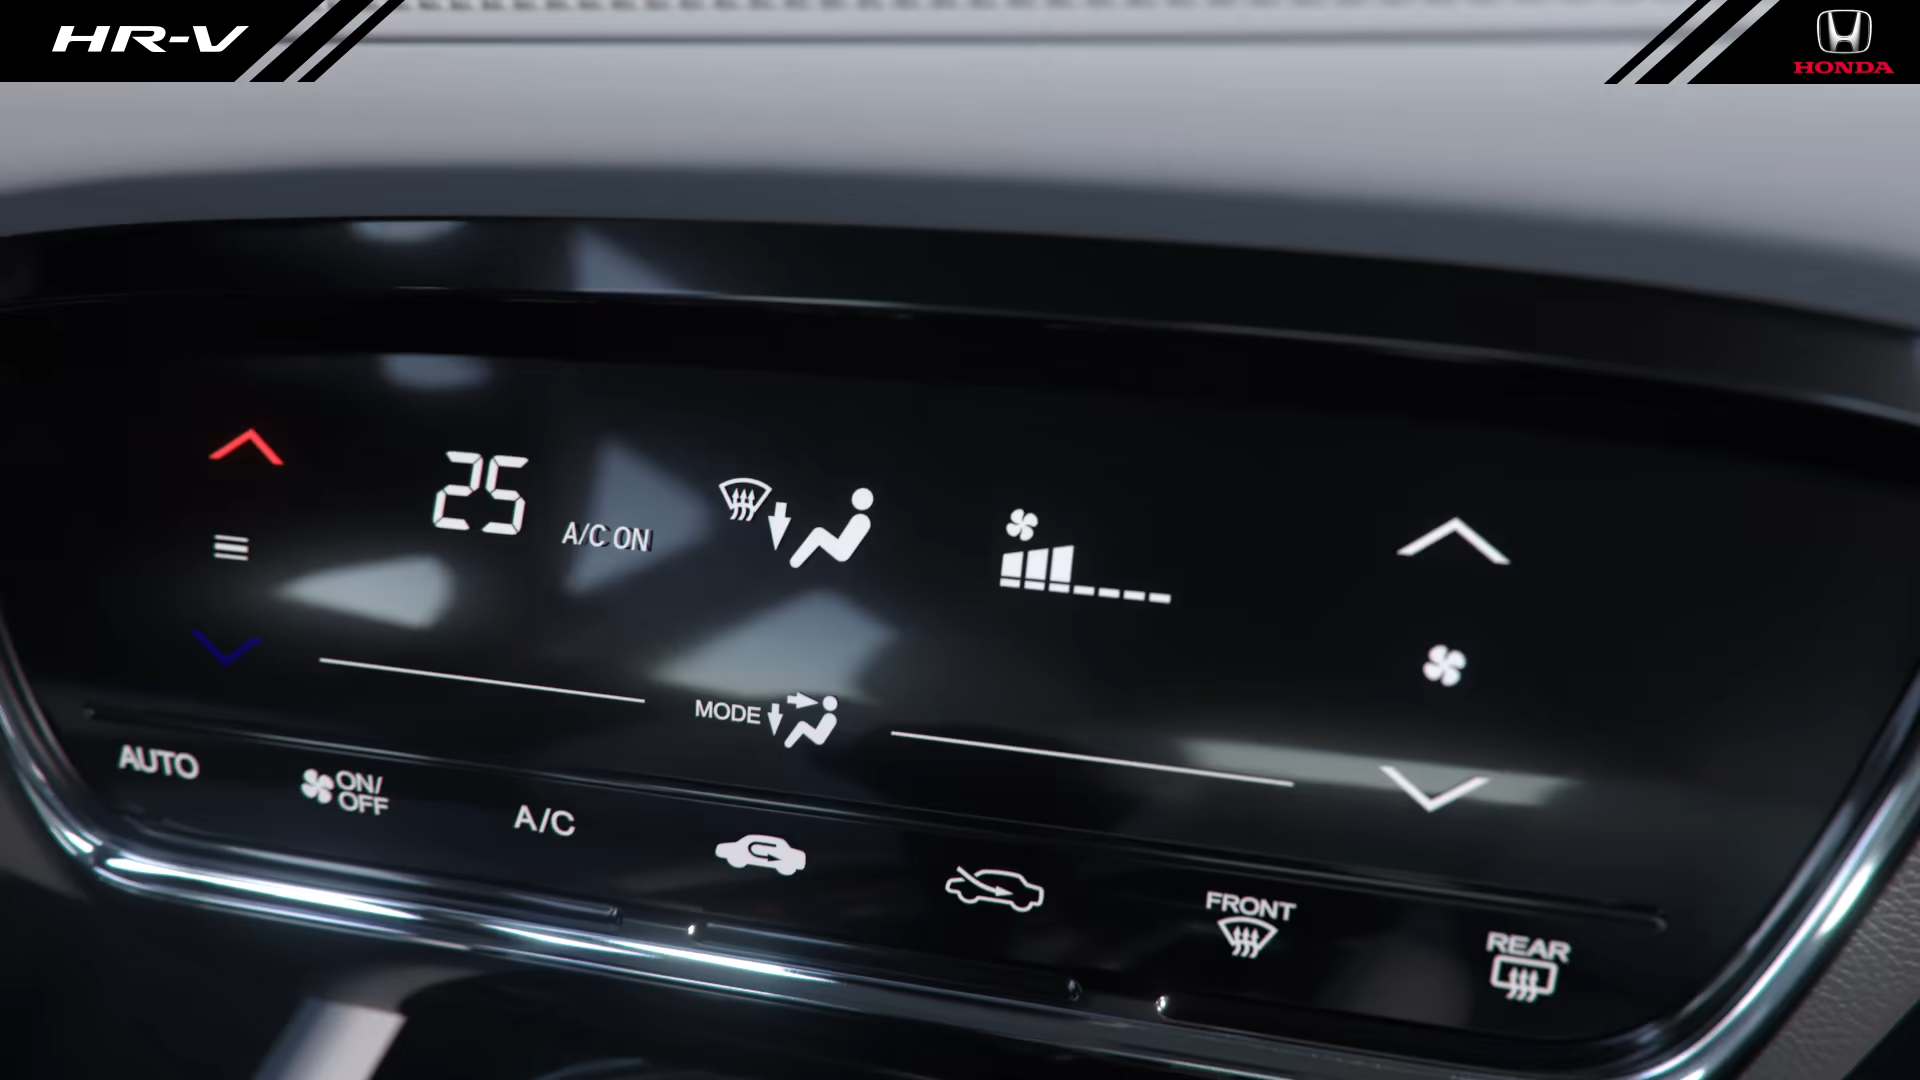 HR-V
HONDA
25
A/C ON
MODE
AUTO
ON/
OFF
A/C
FRONT
REAR